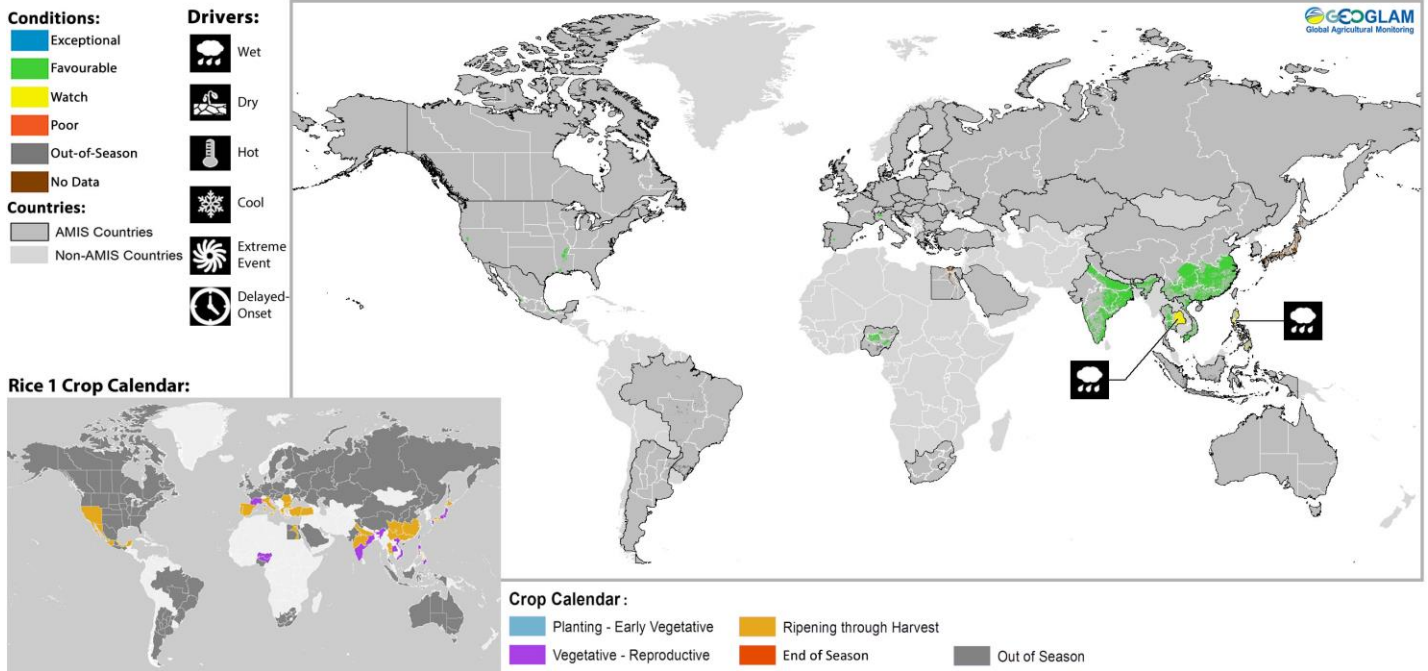 Conditions:
Exceptional
Favourable
Watch
Poor
Out-of-Season
No Data
Countries:
AMIS Countries
Non-AMIS Countries
Drivers:
Wet
Dry
Hot
Cool
Extreme
Event
Delayed-
Onset
GEOGLAM
Global Agricultural Monitoring
Rice 1 Crop Calendar:
Crop Calendar :
Planting - Early Vegetative
Ripening through Harvest
Vegetative - Reproductive
End of Season
Out of Season